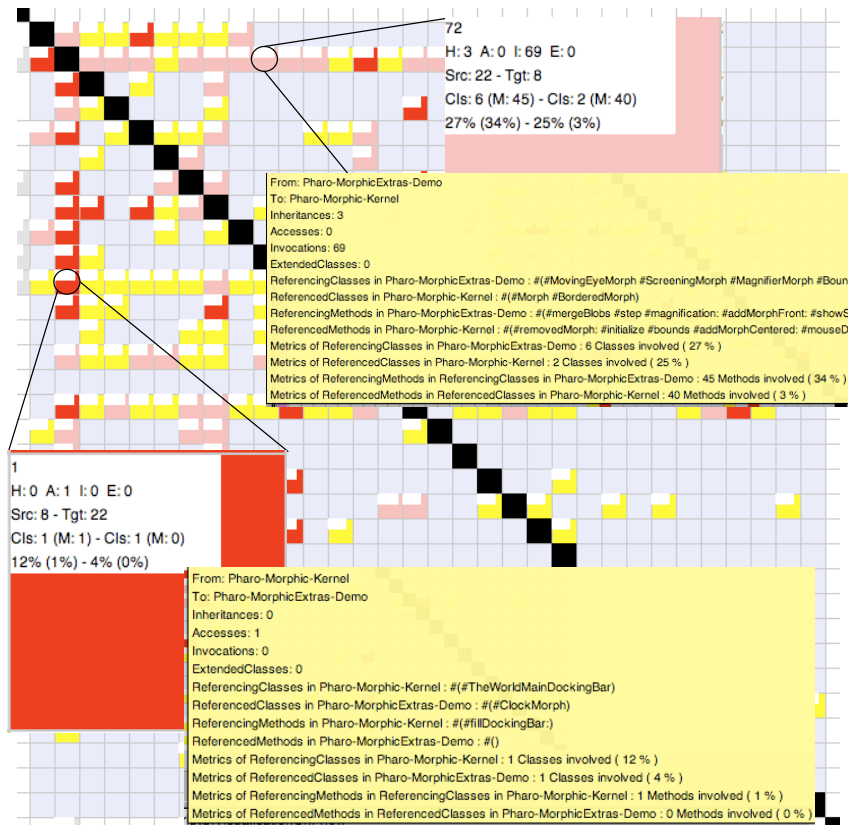 72
H: 3 A: 0 I: 69 E: 0
Src: 22 - Tgt: 8
Cls: 6 (M: 45) - Cls: 2 (M: 40)
27% (34%) - 25% (3%)
From: Pharo-MorphicExtras-Demo
To: Pharo-Morphic-Kernel
Inheritances: 3
Accesses: 0
Invocations: 69
ExtendedClasses: 0
ReferencingClasses in Pharo-MorphicExtras-Demo : #(#MovingEyeMorph #ScreeningMorph #MagnifierMorph #Boun
ReferencedClasses in Pharo-Morphic-Kernel : #(#Morph #BorderedMorph)
ReferencingMethods in Pharo-MorphicExtras-Demo : #(#mergeBlobs #step #magnification: #addMorphFront: #showS
ReferencedMethods in Pharo-Morphic-Kernel : #(#removedMorph: #initialize #bounds #addMorphCentered: #mouseD
Metrics of ReferencingClasses in Pharo-MorphicExtras-Demo : 6 Classes involved ( 27 % )
Metrics of ReferencedClasses in Pharo-Morphic-Kernel : 2 Classes involved ( 25 % )
Metrics of ReferencingMethods in ReferencingClasses in Pharo-MorphicExtras-Demo : 45 Methods involved ( 34 % )
Metrics of ReferencedMethods in ReferencedClasses in Pharo-Morphic-Kernel : 40 Methods involved ( 3 % )
1
H: 0 A: 1 I: 0 E: 0
Src: 8 - Tgt: 22
Cls: 1 (M: 1) - Cls: 1 (M: 0)
12% (1%) - 4% (0%)
From: Pharo-Morphic-Kernel
To: Pharo-MorphicExtras-Demo
Inheritances: 0
Accesses: 1
Invocations: 0
ExtendedClasses: 0
ReferencingClasses in Pharo-Morphic-Kernel : #(#TheWorldMainDockingBar)
ReferencedClasses in Pharo-MorphicExtras-Demo : #(#ClockMorph)
ReferencingMethods in Pharo-Morphic-Kernel : #(#fillDockingBar:)
ReferencedMethods in Pharo-MorphicExtras-Demo : #()
Metrics of ReferencingClasses in Pharo-Morphic-Kernel : 1 Classes involved ( 12 % )
Metrics of ReferencedClasses in Pharo-MorphicExtras-Demo : 1 Classes involved ( 4 % )
Metrics of ReferencingMethods in ReferencingClasses in Pharo-Morphic-Kernel : 1 Methods involved ( 1 % )
Metrics of ReferencedMethods in ReferencedClasses in Pharo-MorphicExtras-Demo : 0 Methods involved ( 0 % )